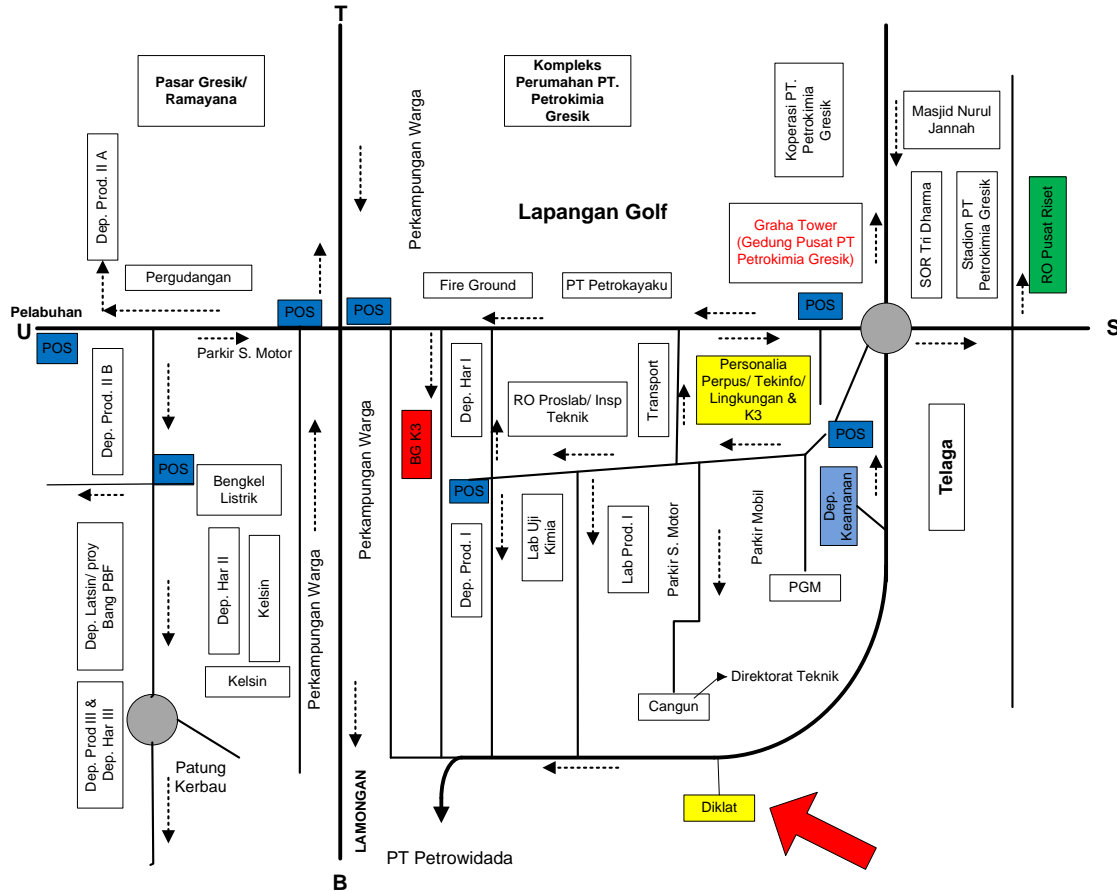 T
Pasar Gresik/
Ramayana
Kompleks
Perumahan PT.
Petrokimia
Gresik
Perkampungan Warga
Koperasi PT.
Petrokimia
Gresik
Masjid Nurul
Jannah
Dep. Prod. II A
Lapangan Golf
Graha Tower
(Gedung Pusat PT
Petrokimia Gresik)
SOR Tri Dharma
Stadion PT
Petrokimia Gresik
RO Pusat Riset
Pergudangan
Fire Ground
PT Petrokayaku
Pelabuhan
U
POS
POS
POS
POS
S
Parkir S. Motor
Dep. Prod. II B
Dep. Har I
RO Proslab/ Insp
Teknik
Transport
Personalia
Perpus/ Tekinfo/
Lingkungan &
K3
BG K3
Perkampungan Warga
POS
Telaga
POS
Bengkel
Listrik
POS
Dep.
Keamanan
Dep. Latsin/ proy
Bang PBF
Dep. Har II
Kelsin
Perkampungan Warga
Dep. Prod. I
Lab Uji
Kimia
Lab Prod. I
Parkir S. Motor
Parkir Mobil
PGM
Kelsin
Direktorat Teknik
Cangun
Dep. Prod III &
Dep. Har III
Patung
Kerbau
LAMONGAN
Diklat
PT Petrowidada
B